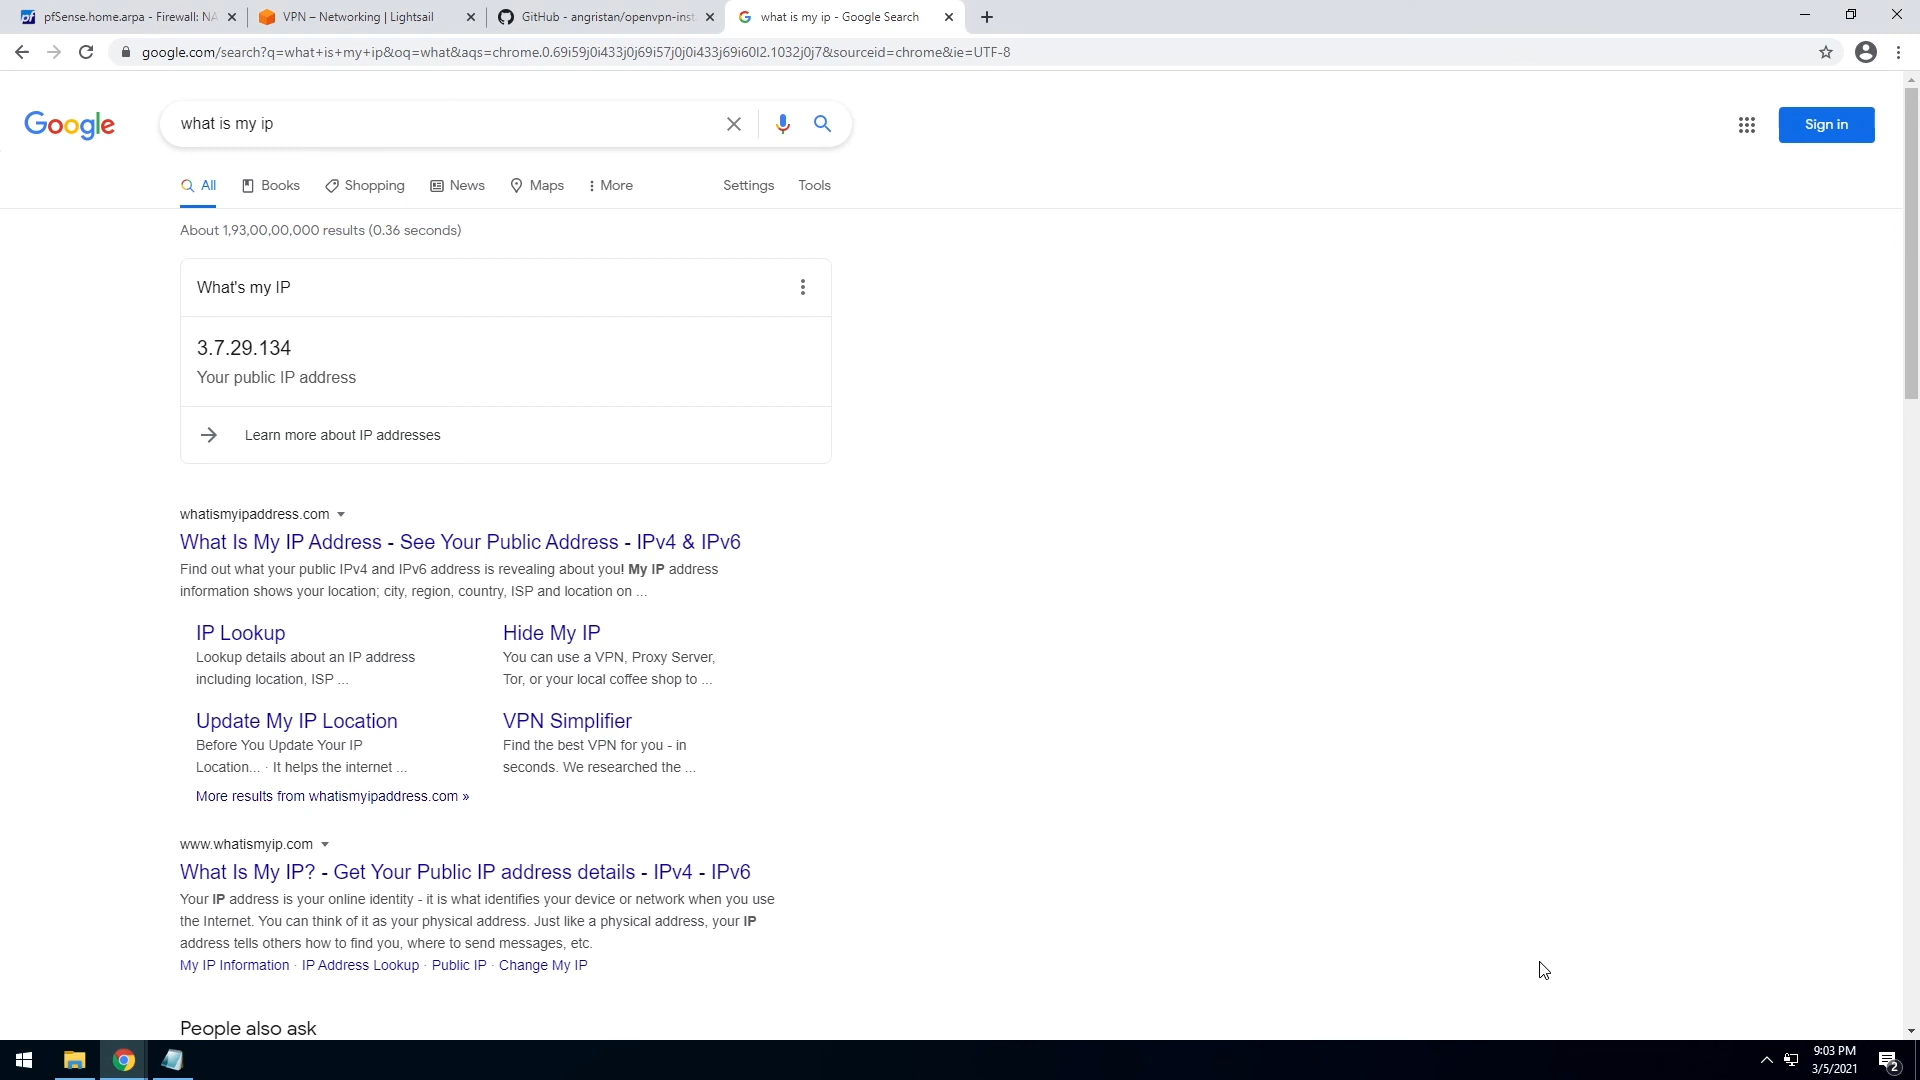 pfSense.home.arpa - Firewall: NA
VPN – Networking | Lightsail
GitHub - angristan/openvpn-inst
what is my ip - Google Search
google.com/search?q=what+is+my+ip&oq=what&aqs=chrome.0.69i59j0i433j0j69i57j0j0i433j69i60l2.1032j0j7&sourceid=chrome&ie=UTF-8
Google
what is my ip
Sign in
All
Books
Shopping
News
Maps
More
Settings
Tools
About 1,93,00,00,000 results (0.36 seconds)
What's my IP
3.7.29.134
Your public IP address
Learn more about IP addresses
whatismyipaddress.com
What Is My IP Address - See Your Public Address - IPv4 & IPv6
Find out what your public IPv4 and IPv6 address is revealing about you! My IP address
information shows your location; city, region, country, ISP and location on ...
IP Lookup
Lookup details about an IP address
including location, ISP ...
Hide My IP
You can use a VPN, Proxy Server,
Tor, or your local coffee shop to ...
Update My IP Location
Before You Update Your IP
Location... · It helps the internet ...
VPN Simplifier
Find the best VPN for you - in
seconds. We researched the ...
More results from whatismyipaddress.com »
www.whatismyip.com
What Is My IP? - Get Your Public IP address details - IPv4 - IPv6
Your IP address is your online identity - it is what identifies your device or network when you use
the Internet. You can think of it as your physical address. Just like a physical address, your IP
address tells others how to find you, where to send messages, etc.
My IP Information · IP Address Lookup · Public IP · Change My IP
People also ask
9:03 PM
3/5/2021
2